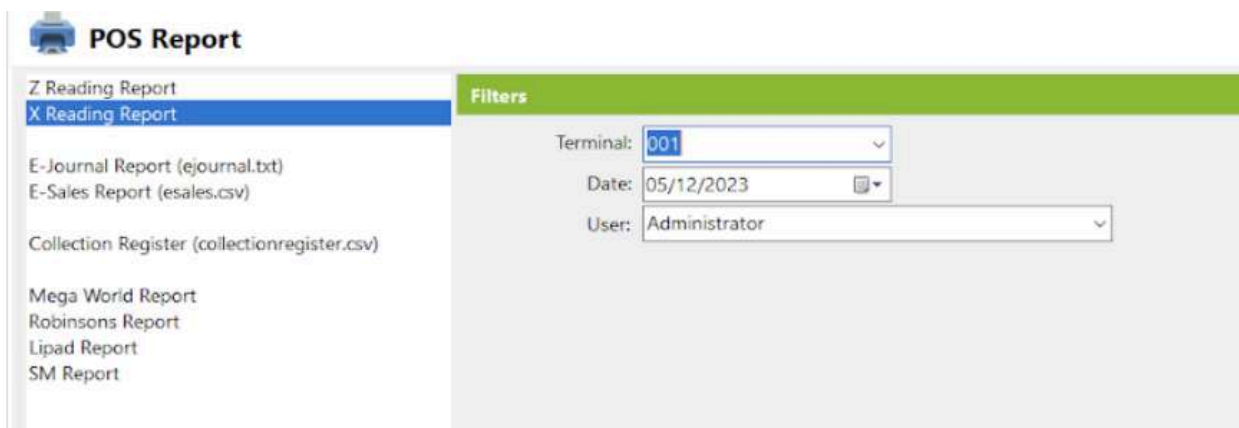 POS Report
Z Reading Report
X Reading Report
E-Journal Report (ejournal.txt)
E-Sales Report (esales.csv)
Collection Register (collectionregister.csv)
Mega World Report
Robinsons Report
Lipad Report
SM Report
Filters
Terminal: 001
Date: 05/12/2023
User: Administrator